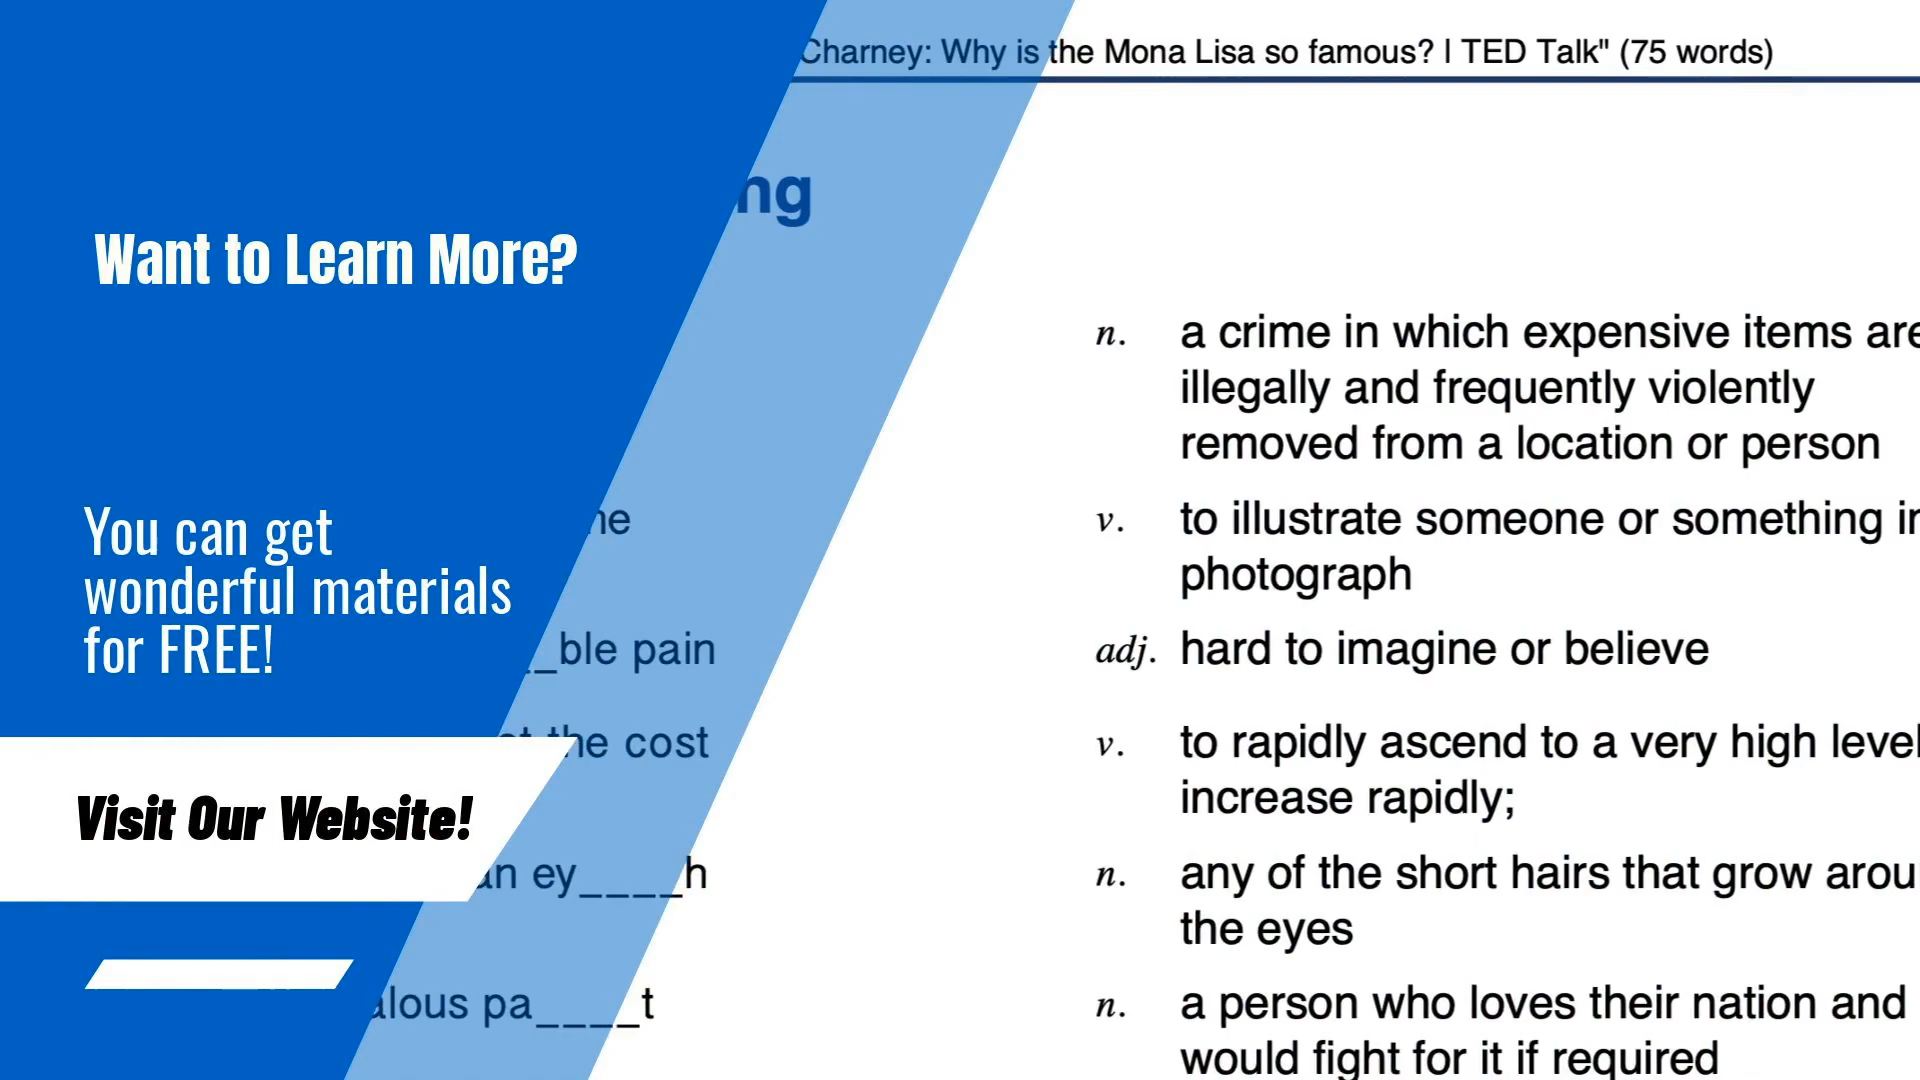 Charney: Why is the Mona Lisa so famous? | TED Talk" (75 words)
ng
Want to Learn More?
You can get
wonderful materials
for FREE!
Visit Our Website!
n. a crime in which expensive items are
illegally and frequently violently
removed from a location or person
v. to illustrate someone or something in
photograph
_ble pain adj. hard to imagine or believe
the cost v. to rapidly ascend to a very high level
increase rapidly;
an ey____h n. any of the short hairs that grow arou
the eyes
alous pa____t n. a person who loves their nation and
would fight for it if required